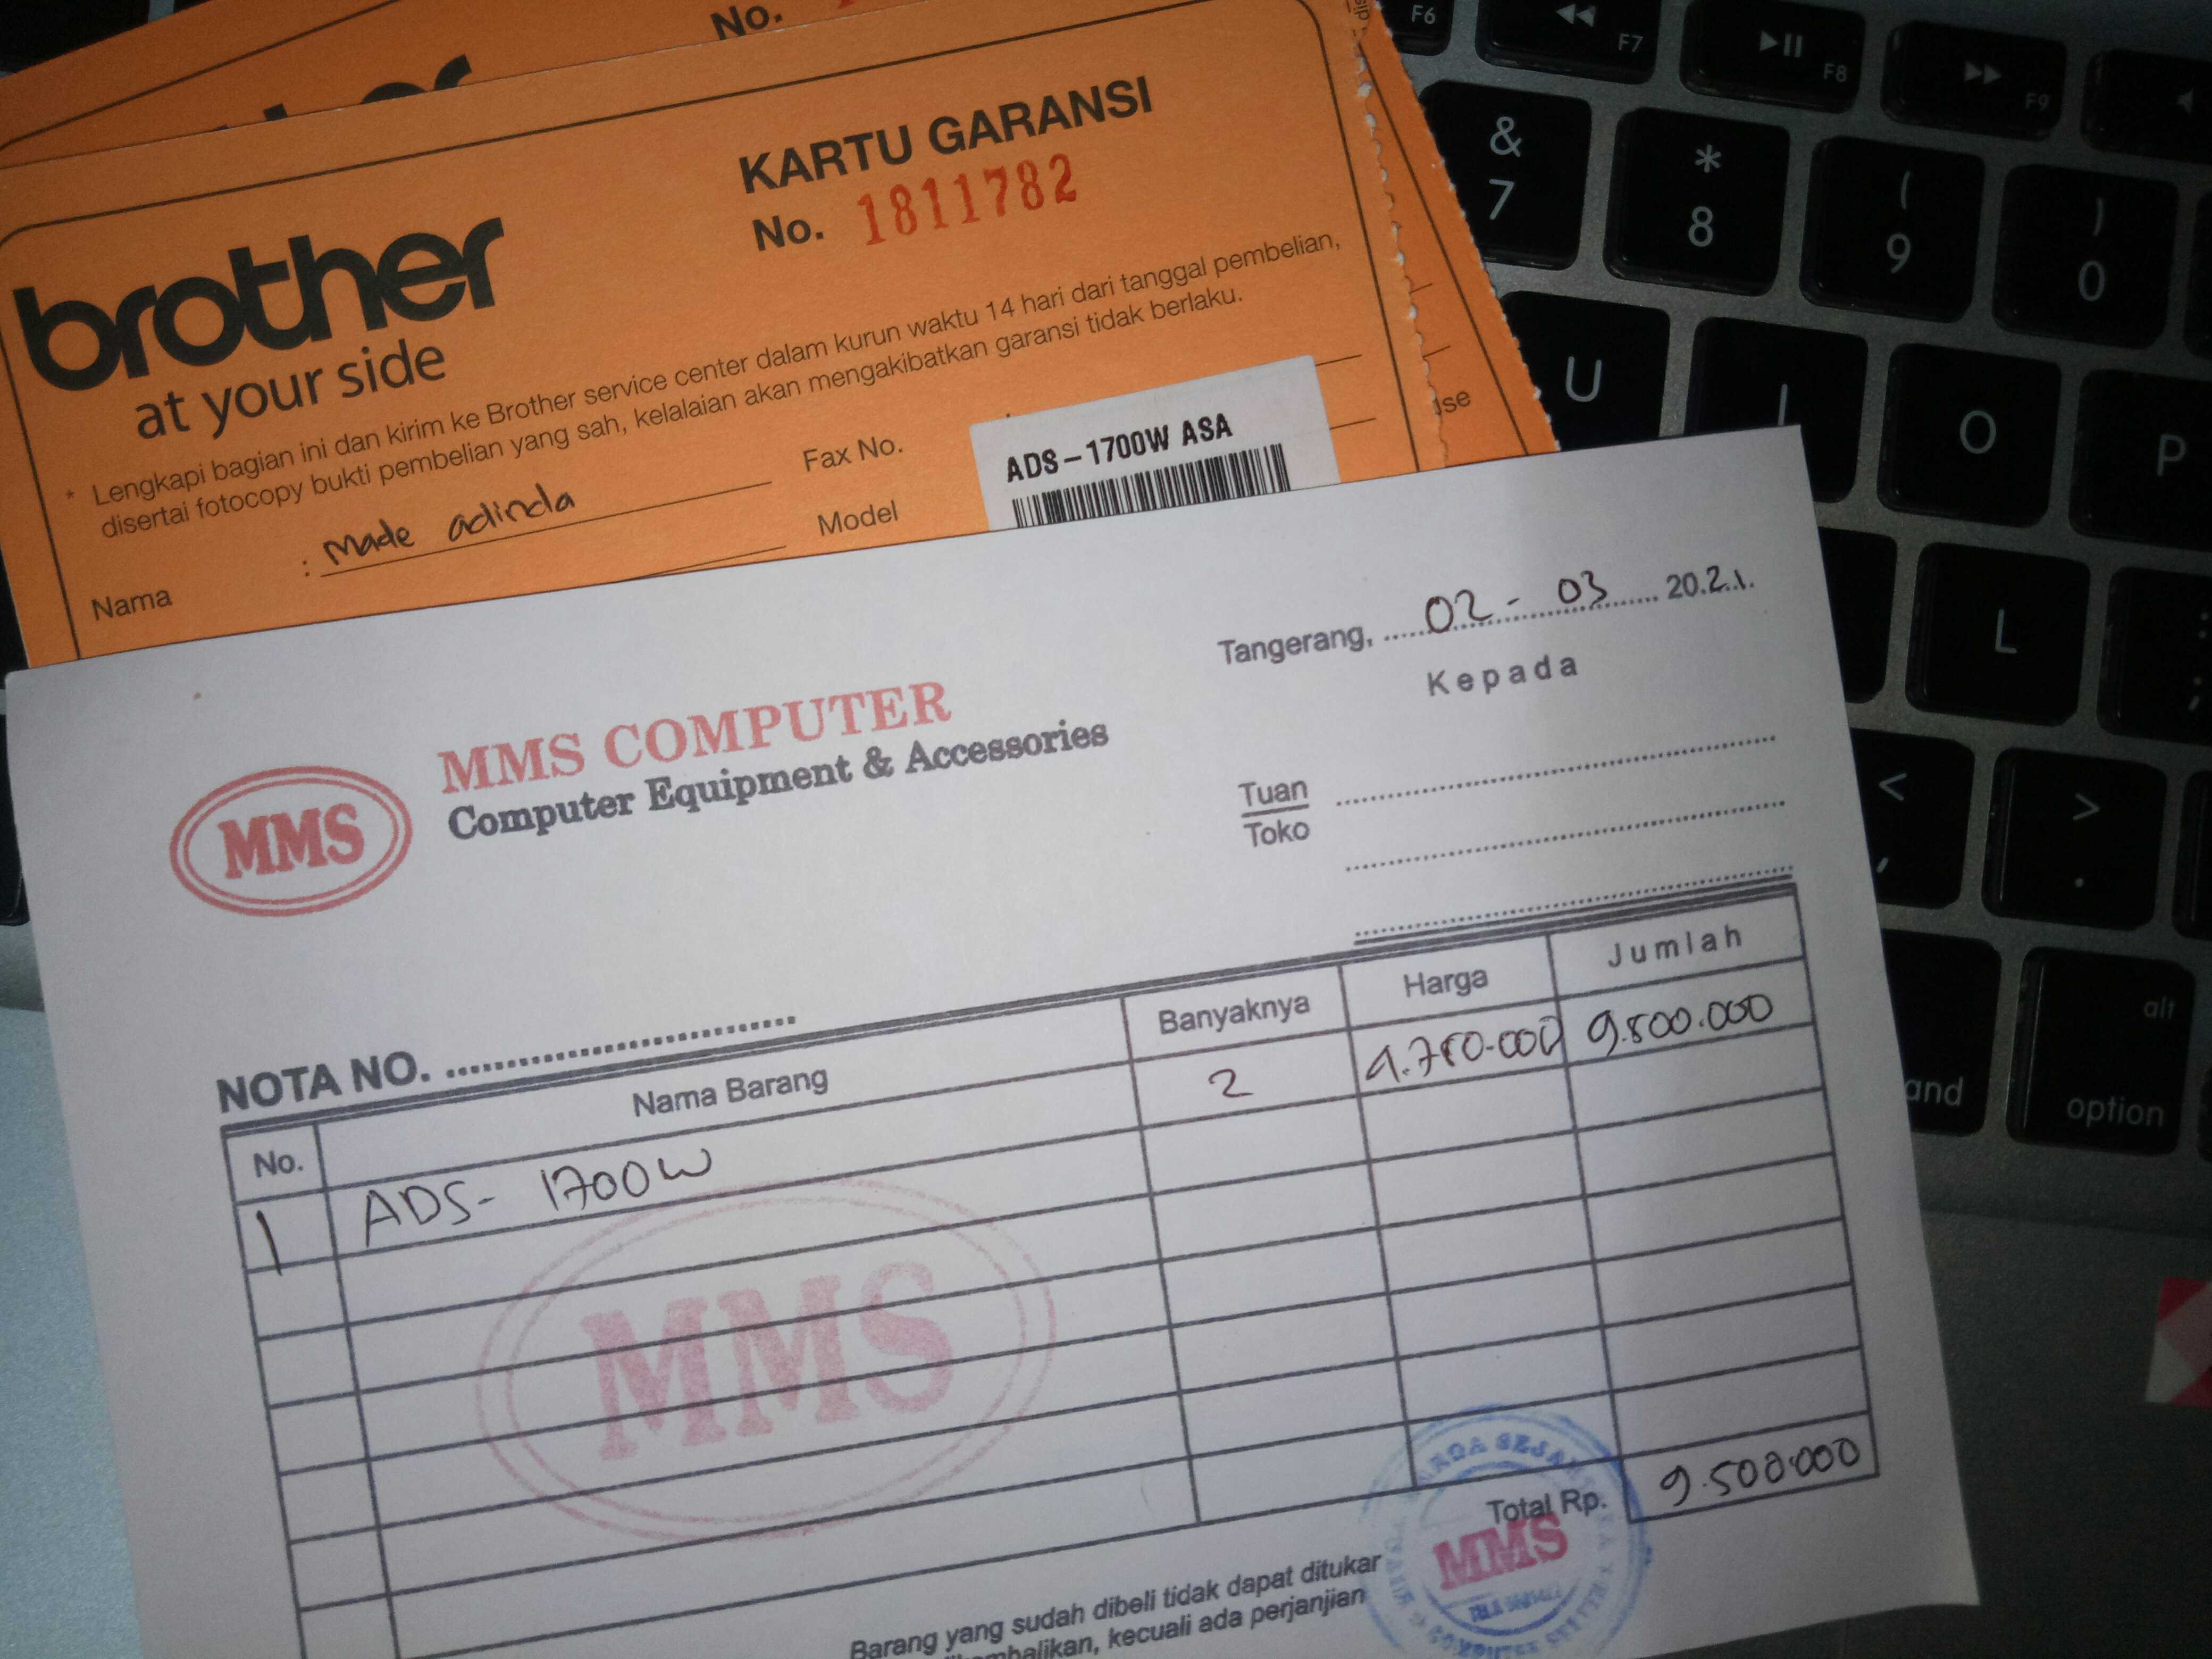 No.
KARTU GARANSI
No. 1811782
brother
at your side
* Lengkapi bagian ini dan kirim ke Brother service center dalam kurun waktu 14 hari dari tanggal pembelian,
disertai fotocopy bukti pembelian yang sah, kelalaian akan mengakibatkan garansi tidak berlaku.
Nama : Made adinda
Fax No.
Model
ADS-1700W ASA
Tangerang, 02 - 03 20.2.1.
Kepada
Tuan
Toko
MMS
MMS COMPUTER
Computer Equipment & Accessories
NOTA NO.
No. Nama Barang Banyaknya Harga Jumlah
1 ADS- 1700W 2 4.750.000 9.500.000
MMS
Total Rp. 9.500.000
MMS
Barang yang sudah dibeli tidak dapat ditukar
kecuali ada perjanjian
F6
F7
F8
F9
& 7
* 8
( 9
) 0
U
I
O
P
L
;
< ,
> .
alt
option